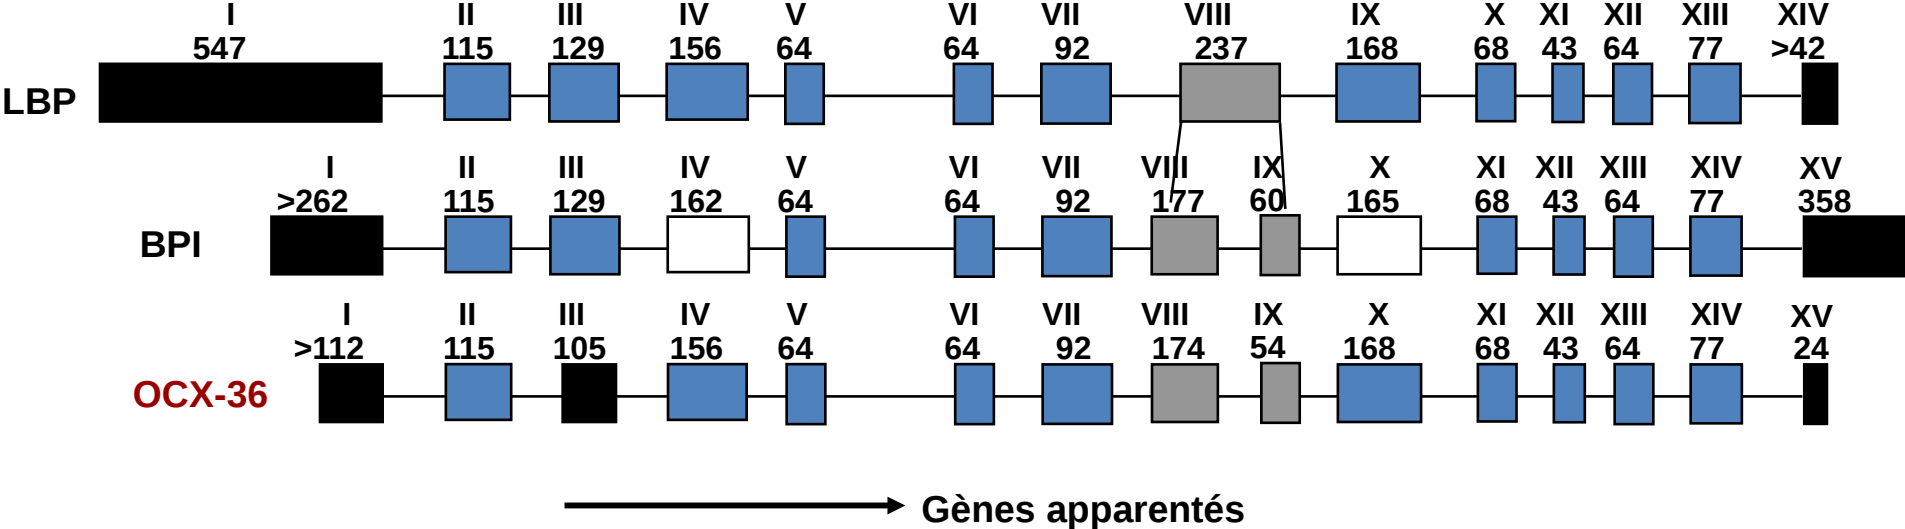 I II III IV V VI VII VIII IX X XI XII XIII XIV
547 115 129 156 64 64 92 237 168 68 43 64 77 >42
LBP
I II III IV V VI VII VIII IX X XI XII XIII XIV XV
>262 115 129 162 64 64 92 177 60 165 68 43 64 77 358
BPI
I II III IV V VI VII VIII IX X XI XII XIII XIV XV
>112 115 105 156 64 64 92 174 54 168 68 43 64 77 24
OCX-36
Gènes apparentés